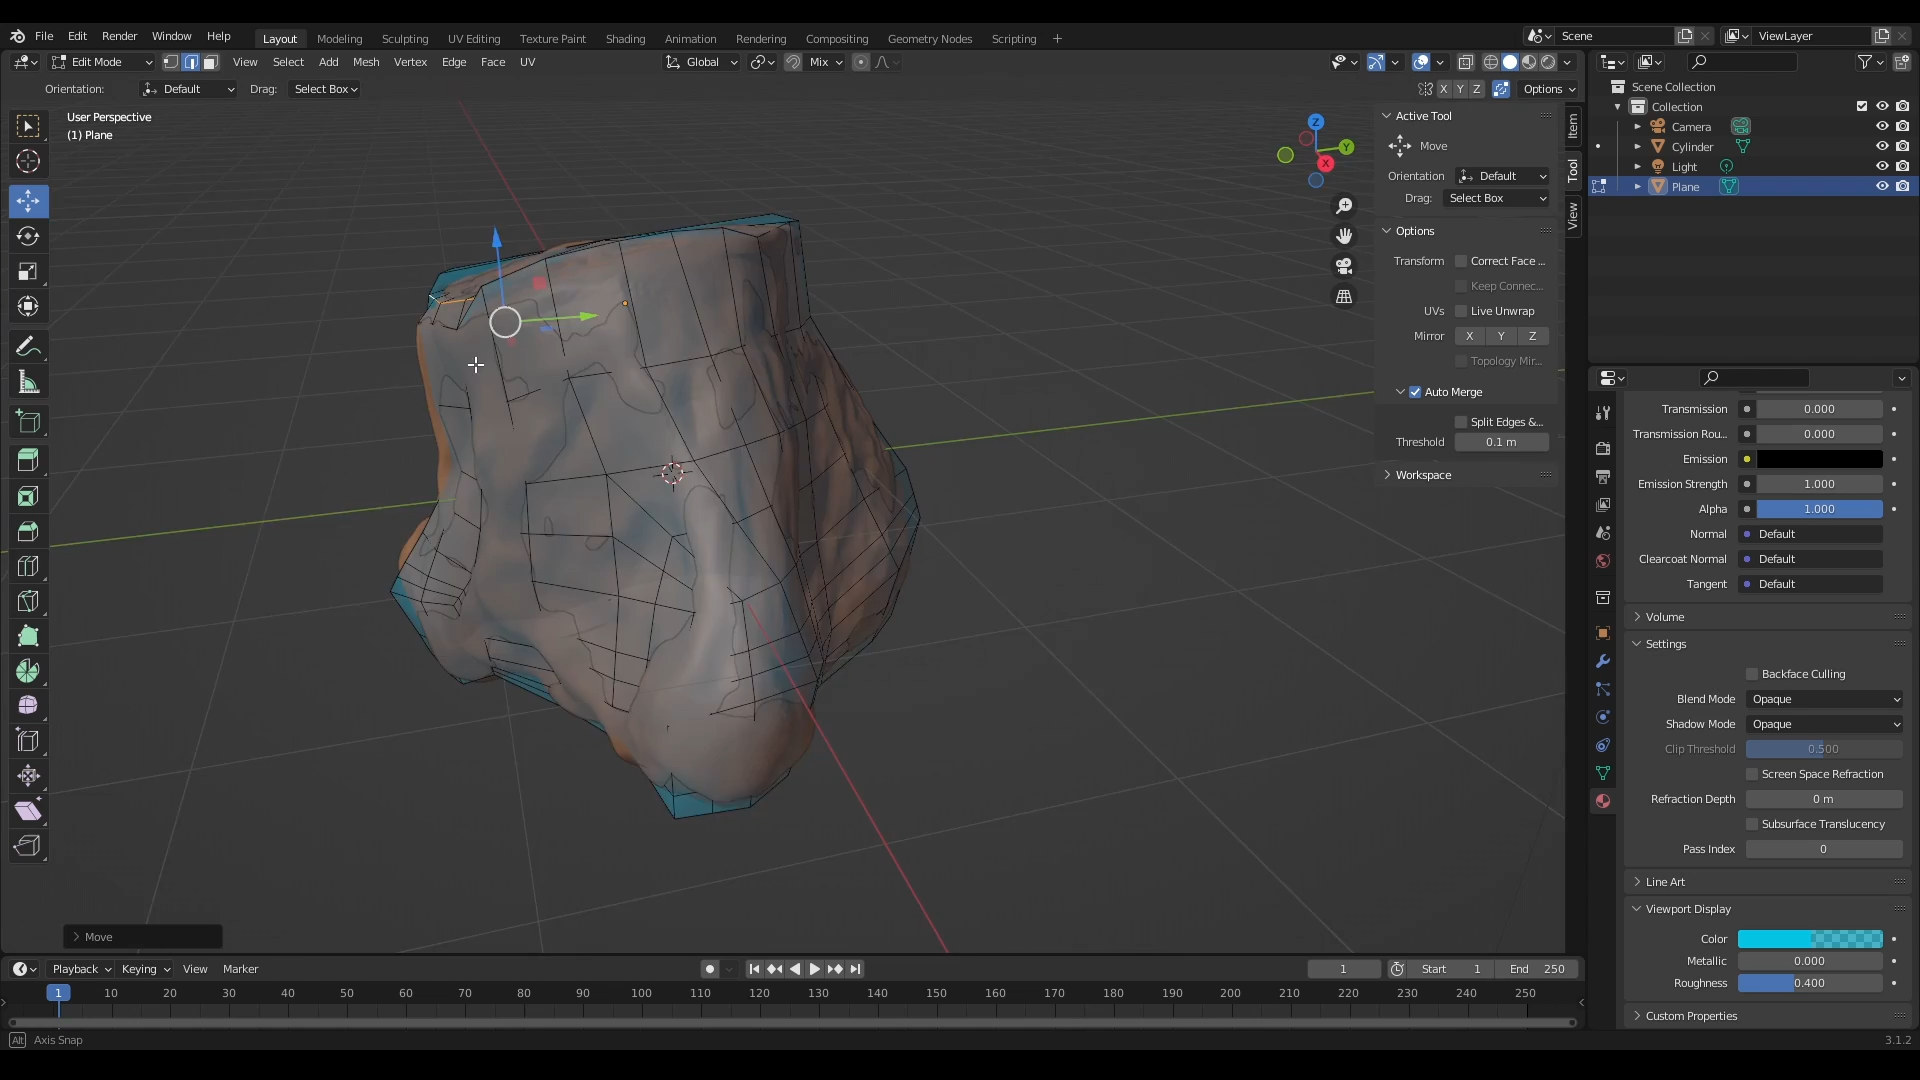 File Edit Render Window Help Layout Modeling Sculpting UV Editing Texture Paint Shading Animation Rendering Compositing Geometry Nodes Scripting + Scene ViewLayer
Edit Mode View Select Add Mesh Vertex Edge Face UV Global Mix
Orientation: Default Drag: Select Box X Y Z Options
User Perspective
(1) Plane
Z
Y
X
Active Tool
Move
Orientation Default
Drag: Select Box
Options
Transform Correct Face ...
Keep Connec...
UVs Live Unwrap
Mirror X Y Z
Topology Mir...
Auto Merge
Split Edges &...
Threshold 0.1 m
Workspace
Item
Tool
View
Scene Collection
Collection
Camera
Cylinder
Light
Plane
Transmission 0.000
Transmission Rou... 0.000
Emission
Emission Strength 1.000
Alpha 1.000
Normal Default
Clearcoat Normal Default
Tangent Default
Volume
Settings
Backface Culling
Blend Mode Opaque
Shadow Mode Opaque
Clip Threshold 0.500
Screen Space Refraction
Refraction Depth 0 m
Subsurface Translucency
Pass Index 0
Line Art
Viewport Display
Color
Metallic 0.000
Roughness 0.400
Custom Properties
Move
Playback Keying View Marker 1 Start 1 End 250
1 10 20 30 40 50 60 70 80 90 100 110 120 130 140 150 160 170 180 190 200 210 220 230 240 250
Alt Axis Snap 3.1.2